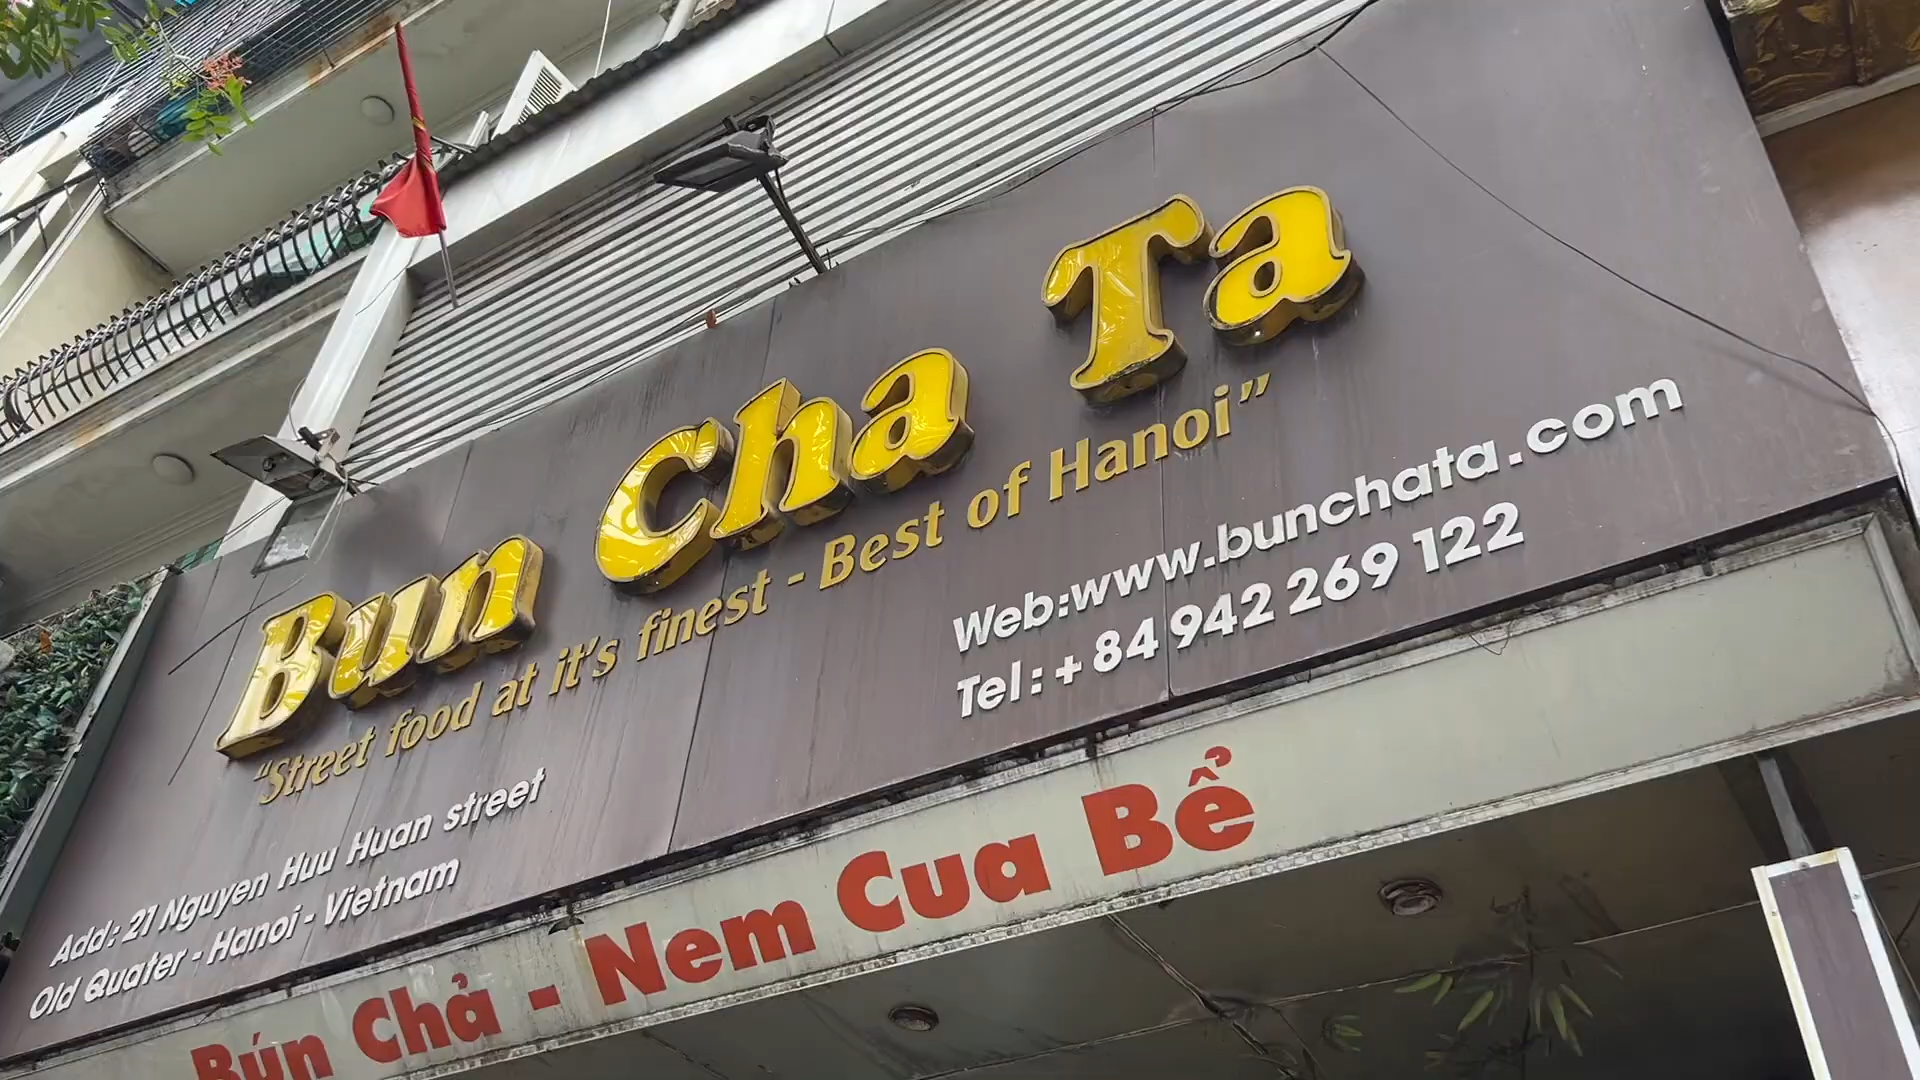 Bun Cha Ta
“Street food at it's finest - Best of Hanoi”
Web:www.bunchata.com
Tel:+84 942 269 122
Add: 21 Nguyen Huu Huan street
Old Quater - Hanoi - Vietnam
Bún Chả - Nem Cua Bể